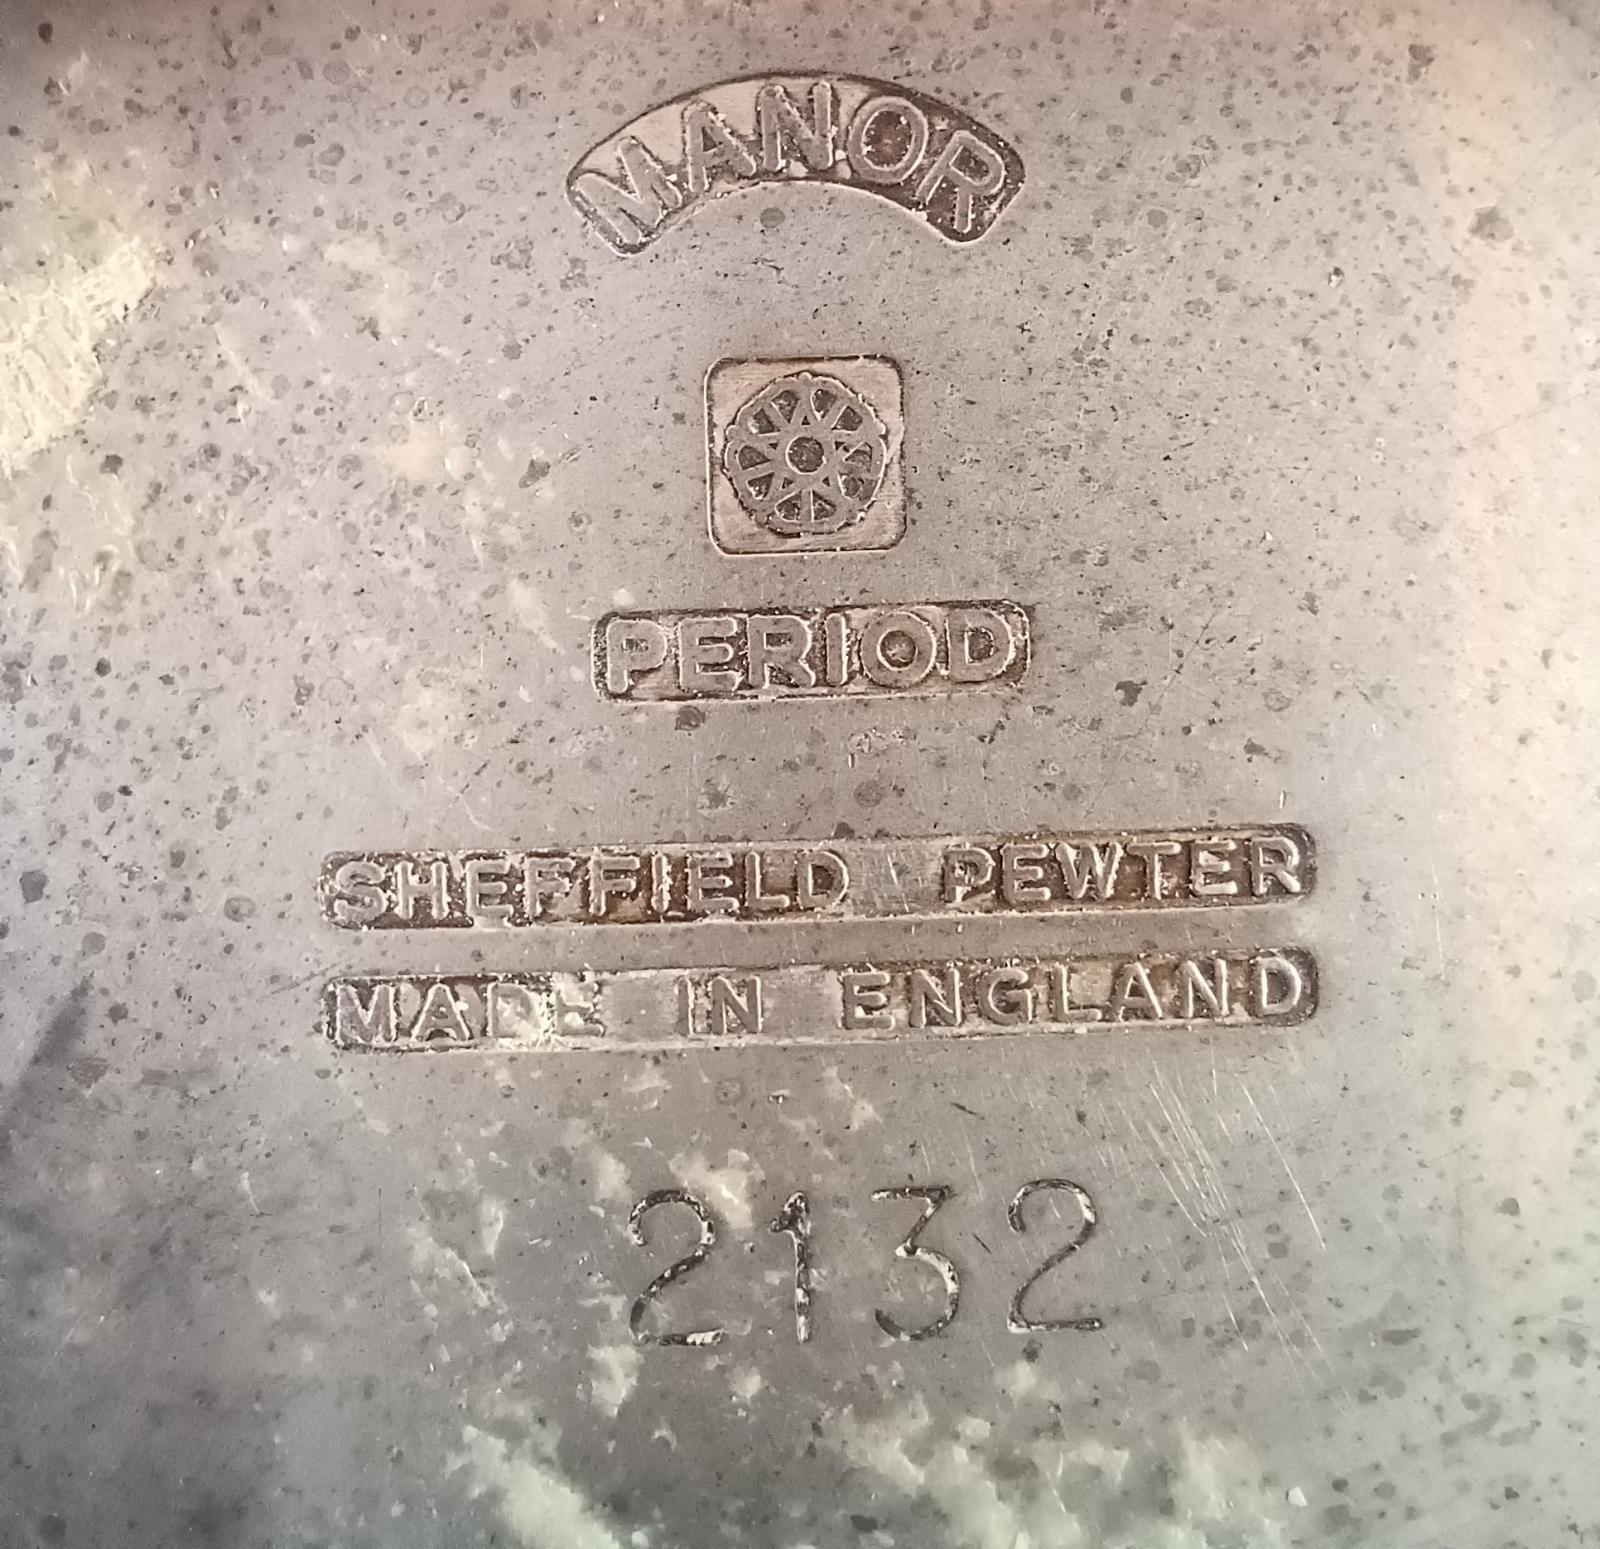 MANOR
PERIOD
SHEFFIELD PEWTER
MADE IN ENGLAND
2132